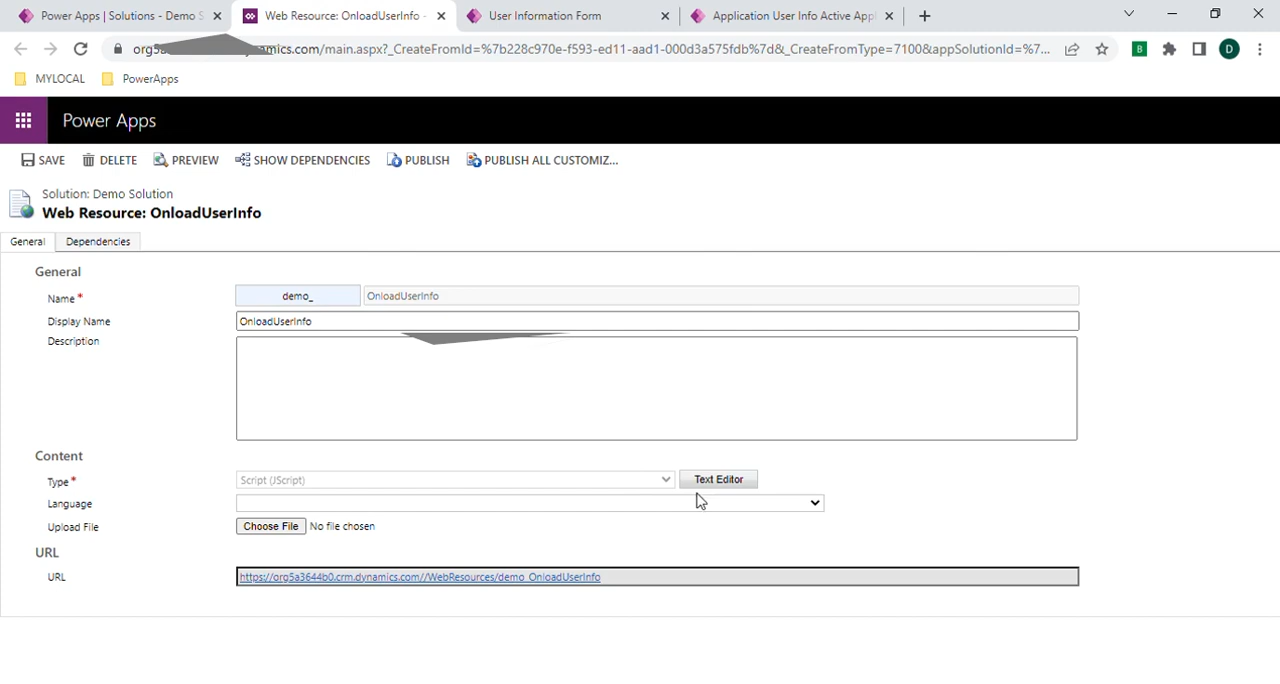 Power Apps | Solutions - Demo S
Web Resource: OnloadUserInfo -
User Information Form
Application User Info Active Appl
dynamics.com/main.aspx?_CreateFromId=%7b228c970e-f593-ed11-aad1-000d3a575fdb%7d&_CreateFromType=7100&appSolutionId=%7...
B
D
MYLOCAL
PowerApps
Power Apps
SAVE
DELETE
PREVIEW
SHOW DEPENDENCIES
PUBLISH
PUBLISH ALL CUSTOMIZ...
Solution: Demo Solution
Web Resource: OnloadUserInfo
General
Dependencies
General
Name*
demo_
OnloadUserInfo
Display Name
OnloadUserInfo
Description
Content
Type*
Script (JScript)
Text Editor
Language
Upload File
Choose File No file chosen
URL
URL
https://org5a3644b0.crm.dynamics.com//WebResources/demo_OnloadUserInfo